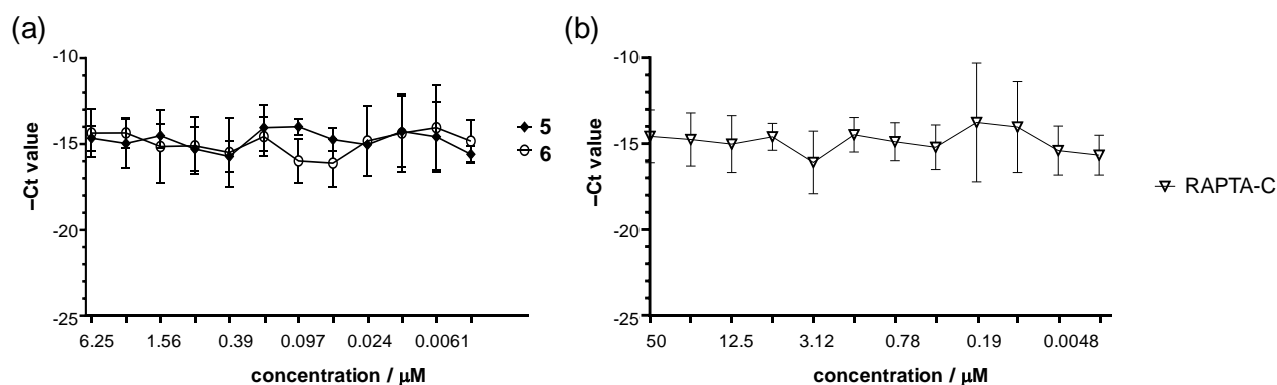 (a)
-10
-15
-20
-25
–Ct value
6.25 1.56 0.39 0.097 0.024 0.0061
concentration / μM
5
6
(b)
-10
-15
-20
-25
–Ct value
50 12.5 3.12 0.78 0.19 0.0048
concentration / μM
RAPTA-C